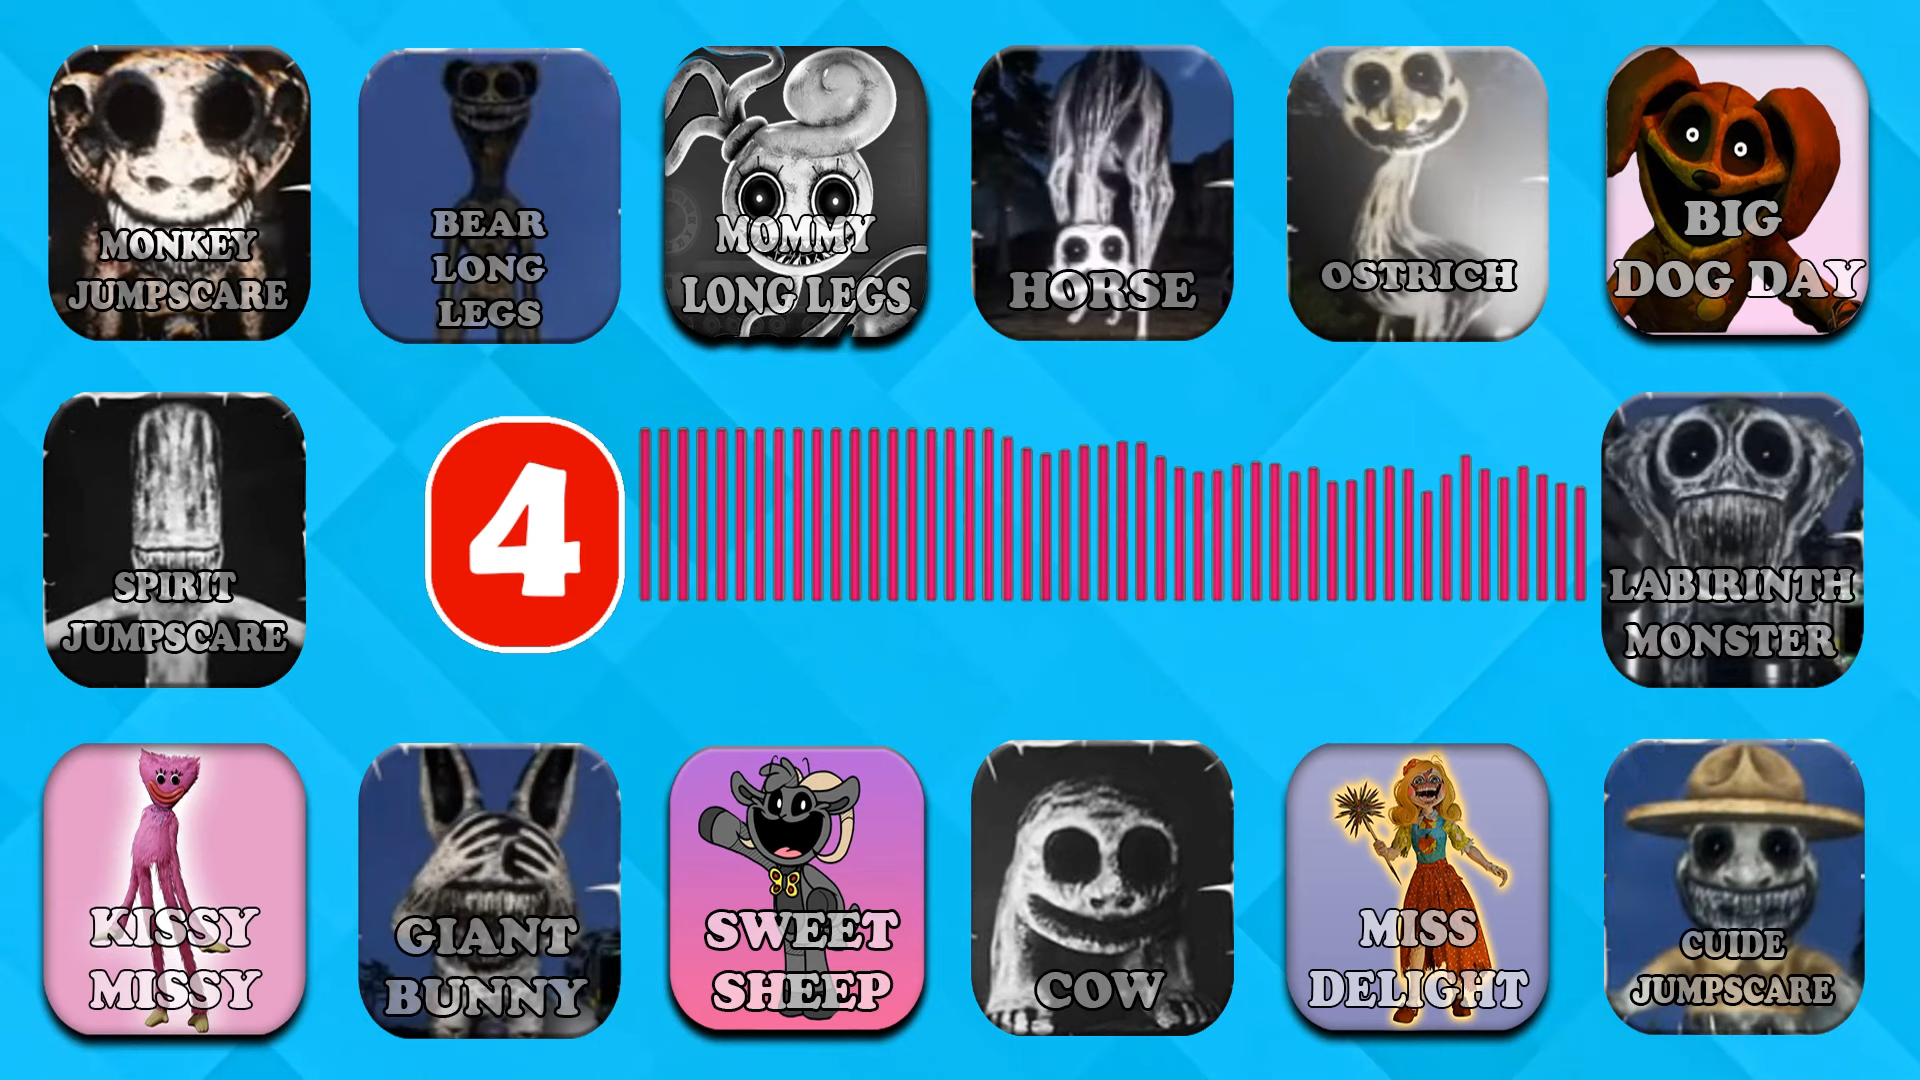 MONKEY
JUMPSCARE
BEAR
LONG
LEGS
MOMMY
LONG LEGS
HORSE
OSTRICH
BIG
DOG DAY
SPIRIT
JUMPSCARE
4
LABIRINTH
MONSTER
KISSY
MISSY
GIANT
BUNNY
SWEET
SHEEP
COW
MISS
DELIGHT
CUIDE
JUMPSCARE